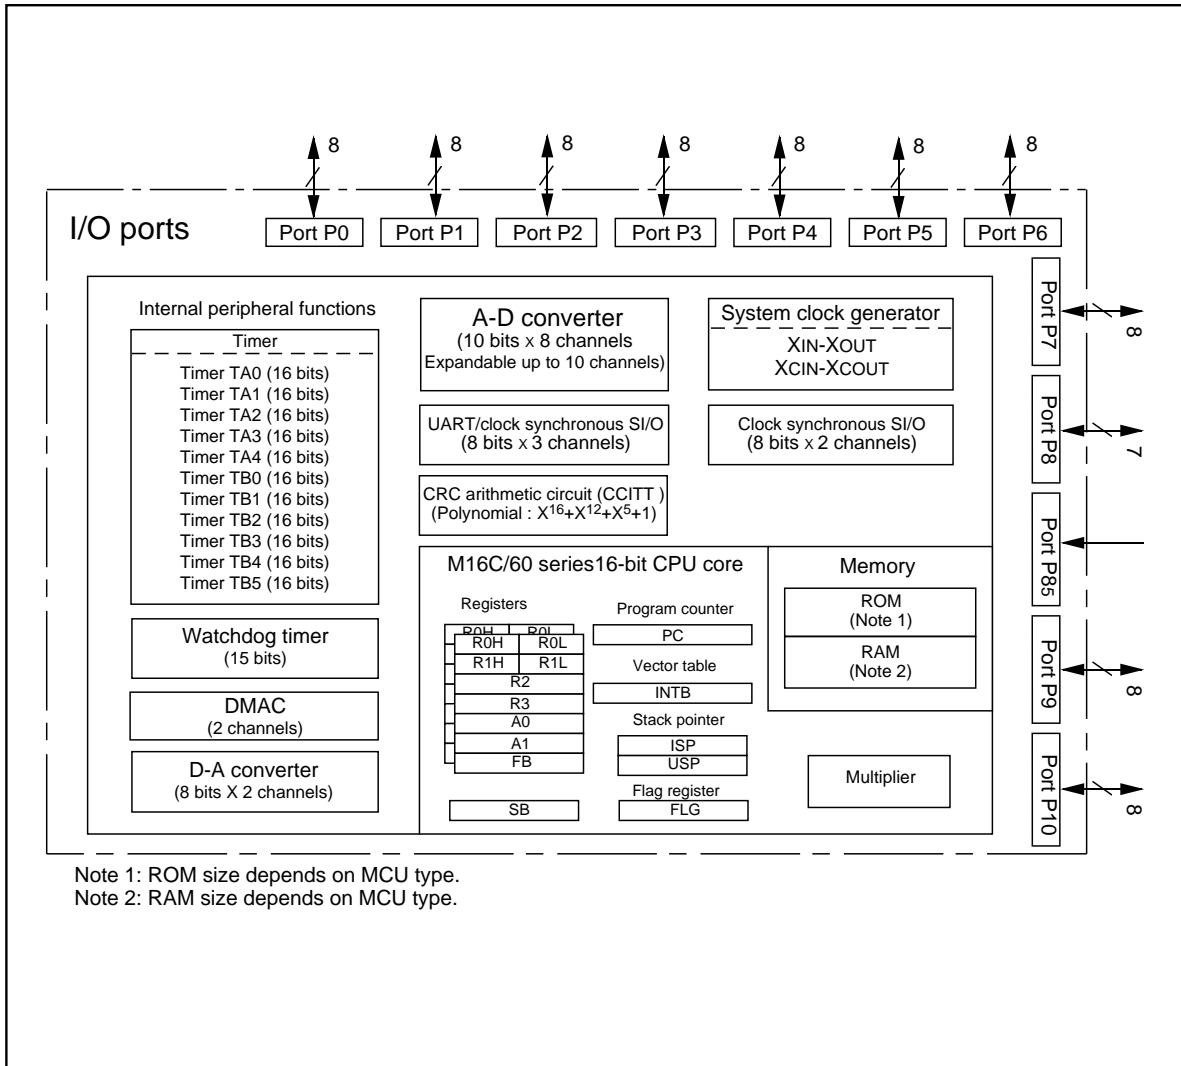 8 8 8 8 8 8 8
I/O ports
Port P0 Port P1 Port P2 Port P3 Port P4 Port P5 Port P6
Port P7
8
Port P8
7
Port P85
Port P9
8
Port P10
8
Internal peripheral functions
Timer
Timer TA0 (16 bits)
Timer TA1 (16 bits)
Timer TA2 (16 bits)
Timer TA3 (16 bits)
Timer TA4 (16 bits)
Timer TB0 (16 bits)
Timer TB1 (16 bits)
Timer TB2 (16 bits)
Timer TB3 (16 bits)
Timer TB4 (16 bits)
Timer TB5 (16 bits)
Watchdog timer
(15 bits)
DMAC
(2 channels)
D-A converter
(8 bits X 2 channels)
A-D converter
(10 bits x 8 channels
Expandable up to 10 channels)
UART/clock synchronous SI/O
(8 bits x 3 channels)
CRC arithmetic circuit (CCITT )
(Polynomial : X16+X12+X5+1)
System clock generator
XIN-XOUT
XCIN-XCOUT
Clock synchronous SI/O
(8 bits x 2 channels)
M16C/60 series16-bit CPU core
Registers
R0H R0L
R0H R0L
R1H R1L
R2
R3
A0
A1
FB
SB
Program counter
PC
Vector table
INTB
Stack pointer
ISP
USP
Flag register
FLG
Memory
ROM
(Note 1)
RAM
(Note 2)
Multiplier
Note 1: ROM size depends on MCU type.
Note 2: RAM size depends on MCU type.